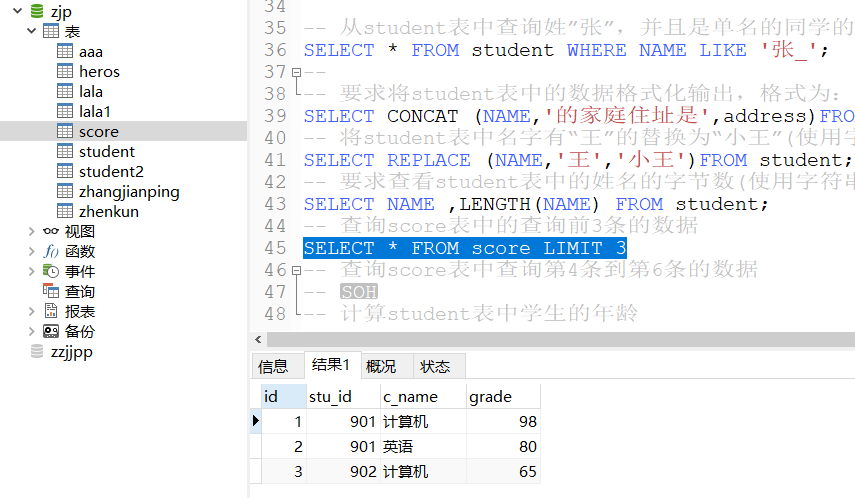 zjp
表
aaa
heros
lala
lala1
score
student
student2
zhangjianping
zhenkun
视图
函数
事件
查询
报表
备份
zzjjpp
34
35 -- 从student表中查询姓”张”，并且是单名的同学的
36 SELECT * FROM student WHERE NAME LIKE '张_';
37 --
38 -- 要求将student表中的数据格式化输出，格式为：
39 SELECT CONCAT (NAME,'的家庭住址是',address)FRO
40 -- 将student表中名字有“王”的替换为“小王”(使用字
41 SELECT REPLACE (NAME,'王','小王')FROM student;
42 -- 要求查看student表中的姓名的字节数(使用字符串
43 SELECT NAME ,LENGTH(NAME) FROM student;
44 -- 查询score表中的查询前3条的数据
45 SELECT * FROM score LIMIT 3
46 -- 查询score表中查询第4条到第6条的数据
47 -- SOH
48 -- 计算student表中学生的年龄
信息 结果1 概况 状态
id stu_id c_name grade
1 901 计算机 98
2 901 英语 80
3 902 计算机 65